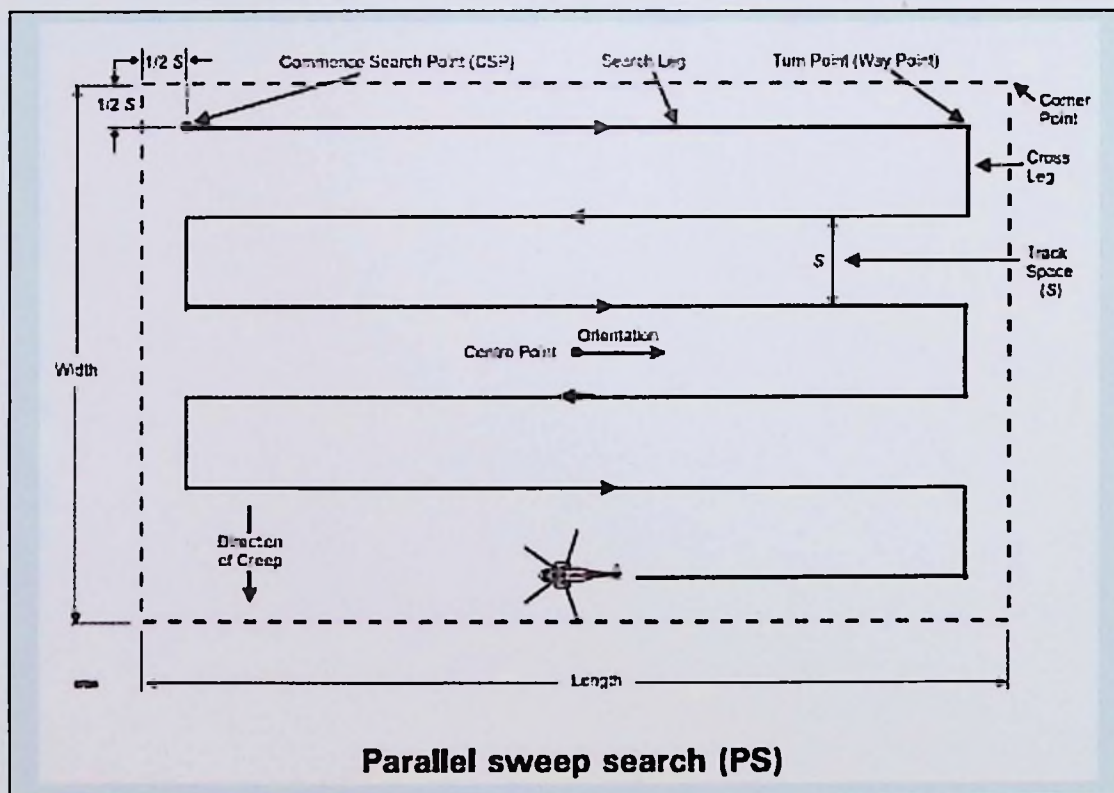 1/2 S
Commence Search Point (CSP)
Search Leg
Turn Point (Way Point)
Corner
Point
1/2 S
Cross
Leg
S
Track
Space
(S)
Orientation
Centre Point
Width
Direction
of Creep
Length
Parallel sweep search (PS)